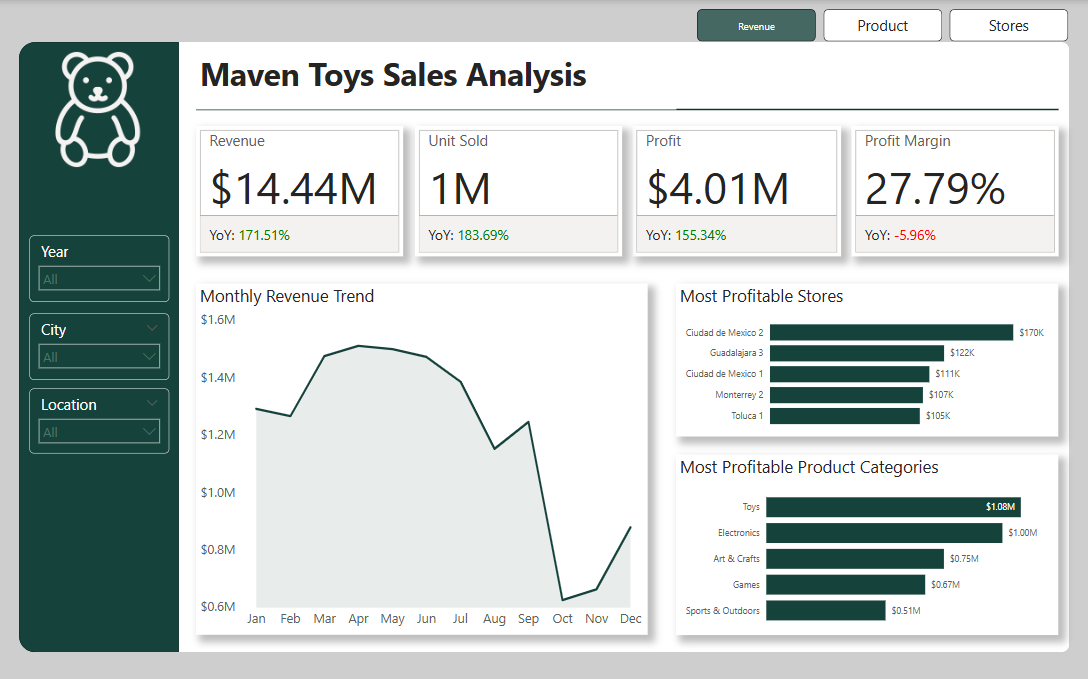 Revenue
Product
Stores
Maven Toys Sales Analysis
Year
All
City
All
Location
All
Revenue
$14.44M
YoY: 171.51%
Unit Sold
1M
YoY: 183.69%
Profit
$4.01M
YoY: 155.34%
Profit Margin
27.79%
YoY: -5.96%
Monthly Revenue Trend
$1.6M
$1.4M
$1.2M
$1.0M
$0.8M
$0.6M
Jan Feb Mar Apr May Jun Jul Aug Sep Oct Nov Dec
Most Profitable Stores
Ciudad de Mexico 2 $170K
Guadalajara 3 $122K
Ciudad de Mexico 1 $111K
Monterrey 2 $107K
Toluca 1 $105K
Most Profitable Product Categories
Toys $1.08M
Electronics $1.00M
Art & Crafts $0.75M
Games $0.67M
Sports & Outdoors $0.51M